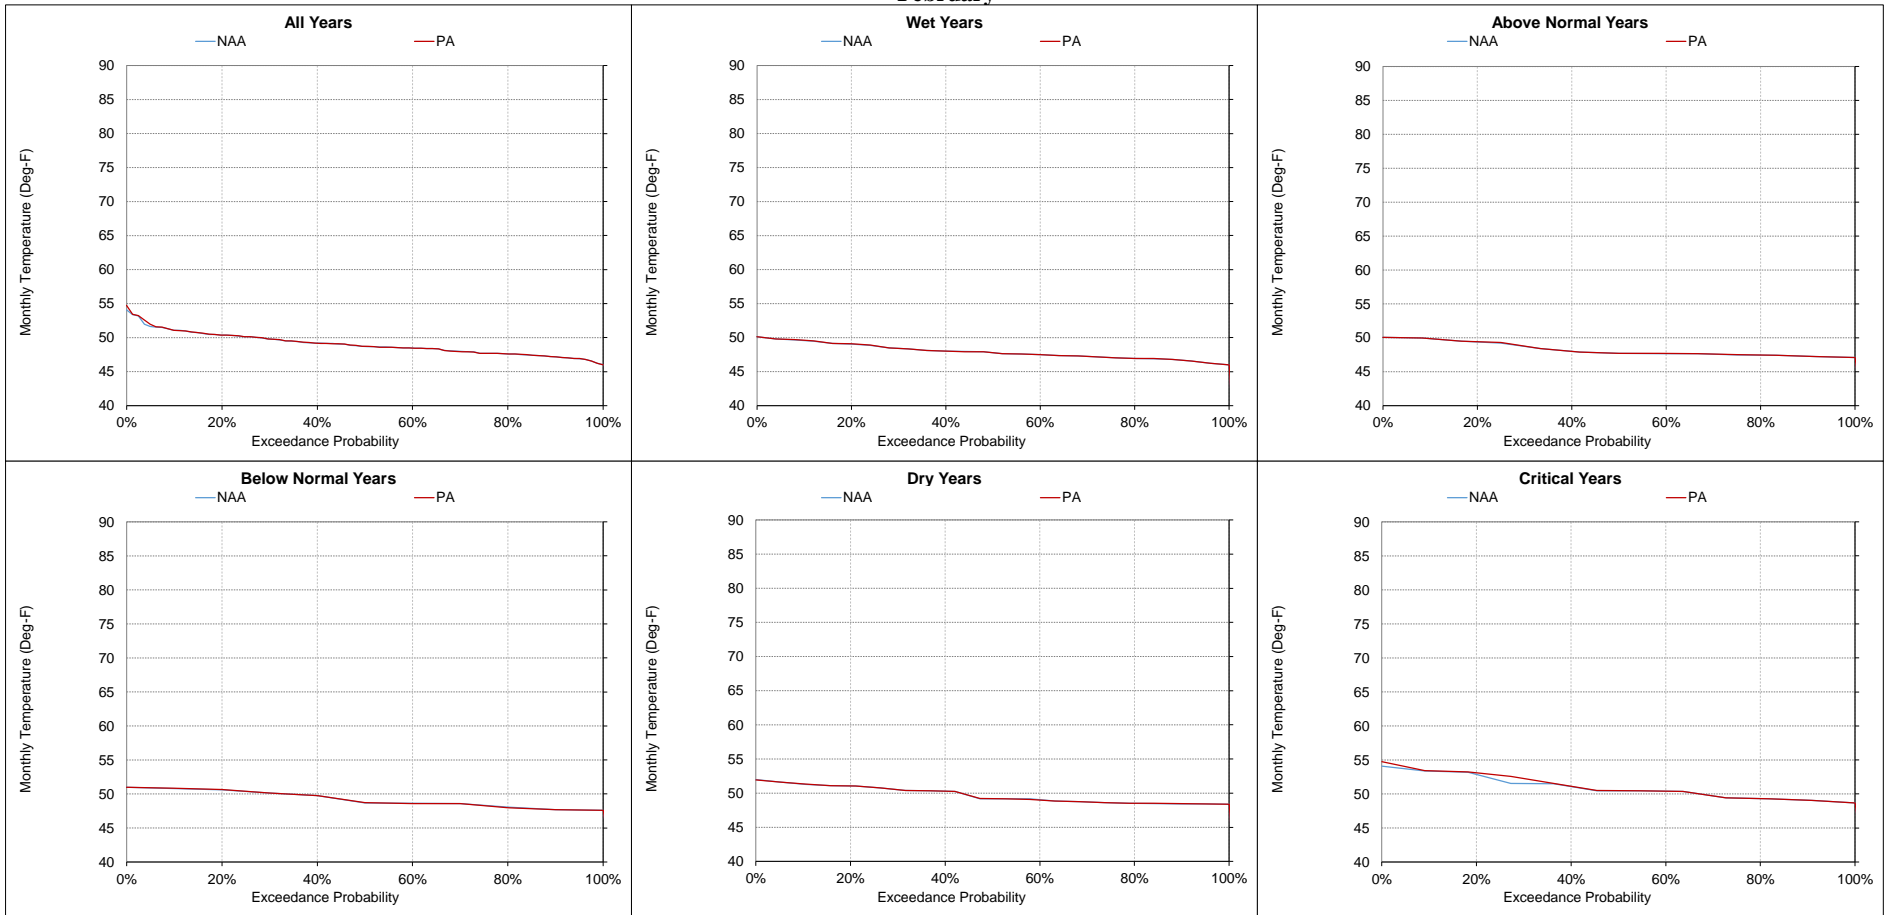 All Years
NAA PA
90
85
80
75
70
65
60
55
50
45
40
0% 20% 40% 60% 80% 100%
Exceedance Probability
Monthly Temperature (Deg-F)
Wet Years
NAA PA
90
85
80
75
70
65
60
55
50
45
40
0% 20% 40% 60% 80% 100%
Exceedance Probability
Monthly Temperature (Deg-F)
Above Normal Years
NAA PA
90
85
80
75
70
65
60
55
50
45
40
0% 20% 40% 60% 80% 100%
Exceedance Probability
Monthly Temperature (Deg-F)
Below Normal Years
NAA PA
90
85
80
75
70
65
60
55
50
45
40
0% 20% 40% 60% 80% 100%
Exceedance Probability
Monthly Temperature (Deg-F)
Dry Years
NAA PA
90
85
80
75
70
65
60
55
50
45
40
0% 20% 40% 60% 80% 100%
Exceedance Probability
Monthly Temperature (Deg-F)
Critical Years
NAA PA
90
85
80
75
70
65
60
55
50
45
40
0% 20% 40% 60% 80% 100%
Exceedance Probability
Monthly Temperature (Deg-F)